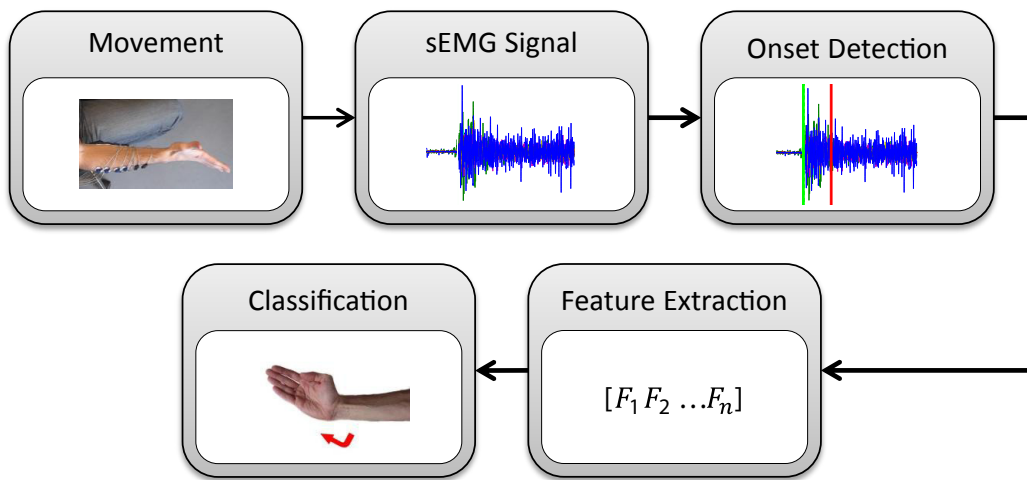 Movement
sEMG Signal
Onset Detection
Feature Extraction
[F₁ F₂ …Fₙ]
Classification